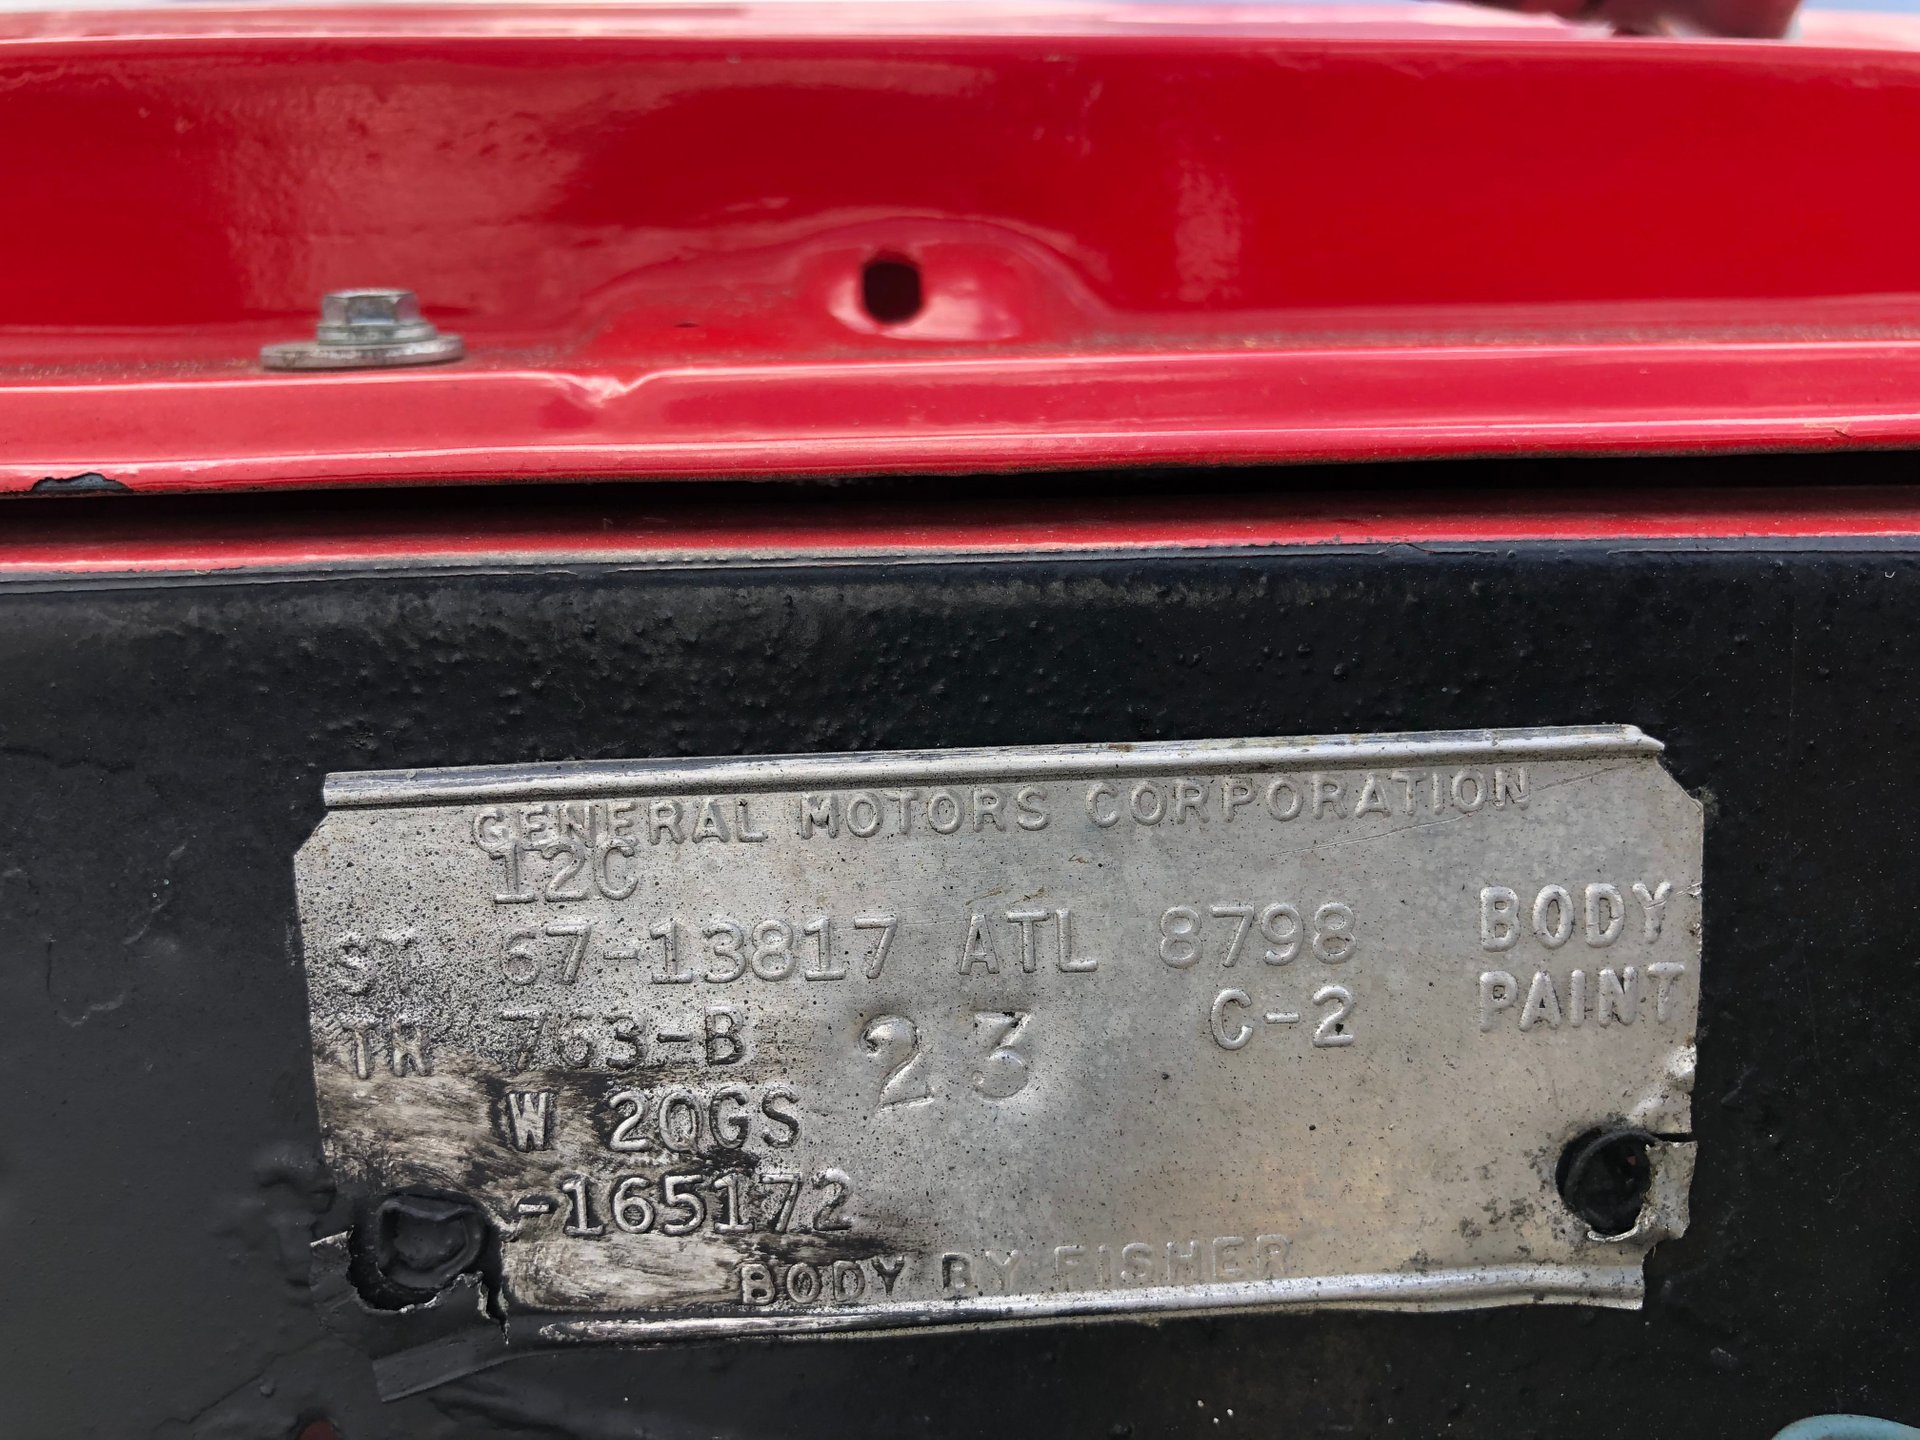 GENERAL MOTORS CORPORATION
12C
ST 67-13817 ATL 8798 BODY
TR 763-B 23 C-2 PAINT
W 2QGS
-165172
BODY BY FISHER